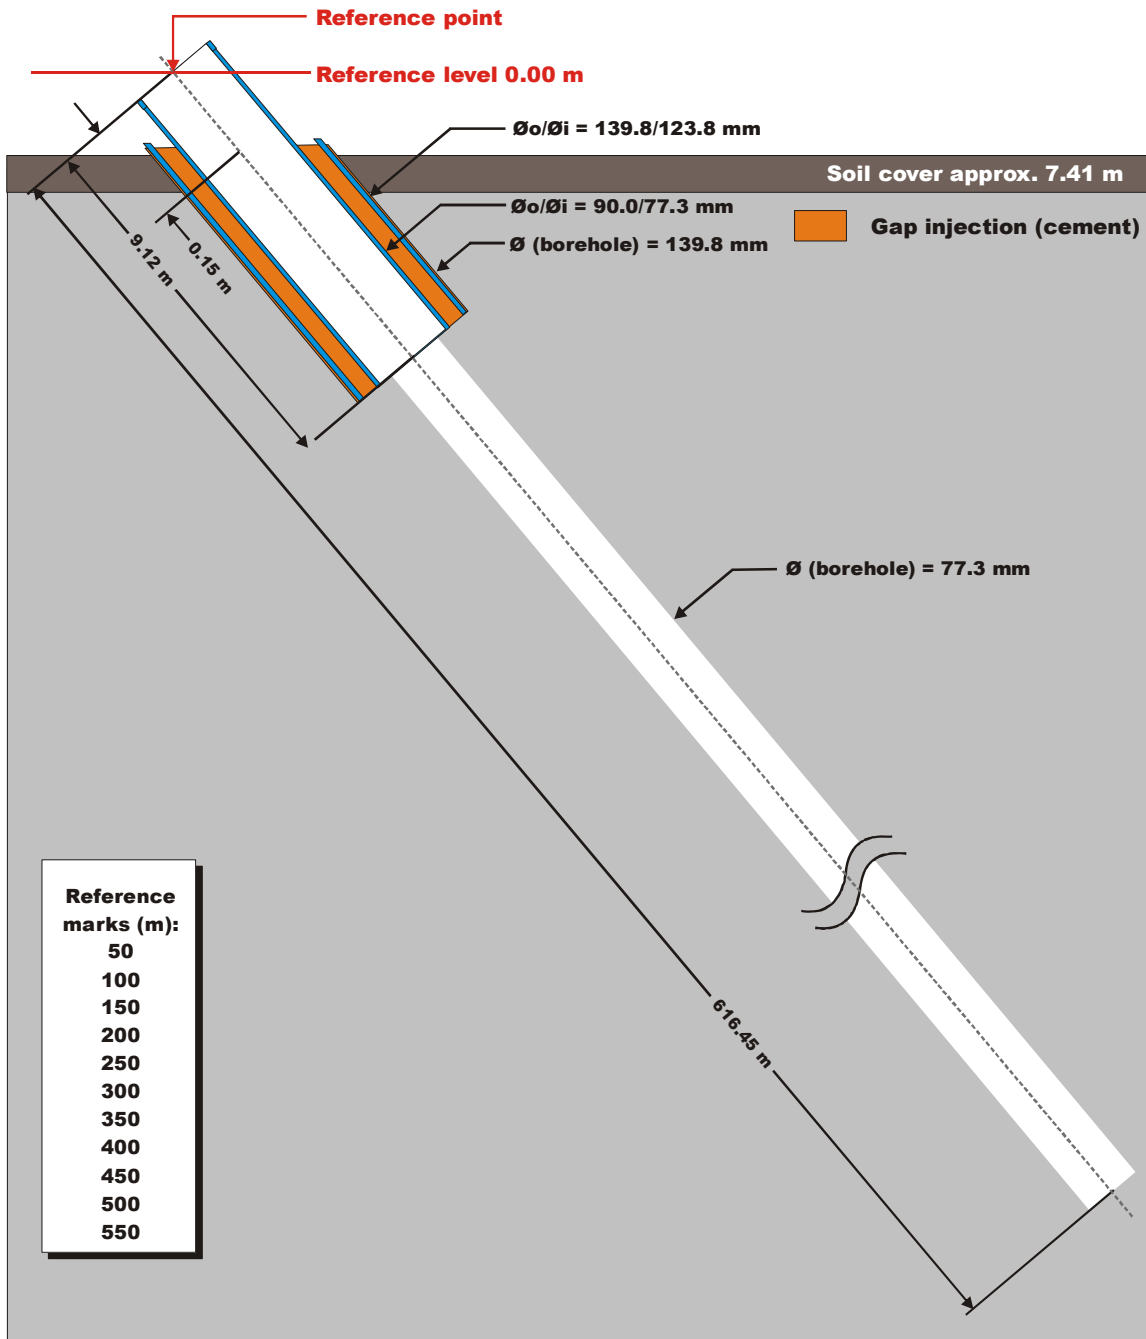 Reference point
Reference level 0.00 m
Øo/Øi = 139.8/123.8 mm
Soil cover approx. 7.41 m
Øo/Øi = 90.0/77.3 mm
Gap injection (cement)
Ø (borehole) = 139.8 mm
9.12 m
0.15 m
Ø (borehole) = 77.3 mm
616.45 m
Reference
marks (m):
50
100
150
200
250
300
350
400
450
500
550